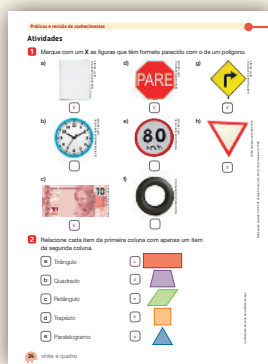 Práticas e revisão de conhecimentos
Atividades
1 Marque com um X as figuras que têm formato parecido com o de um polígono.
a)
d)
g)
PARE
x
x
x
b)
e)
h)
80
km/h
x
c)
f)
10
x
2 Relacione cada item da primeira coluna com apenas um item
da segunda coluna.
a Triângulo
b Quadrado
c Retângulo
d Trapézio
e Paralelogramo
c
d
e
b
a
24 vinte e quatro